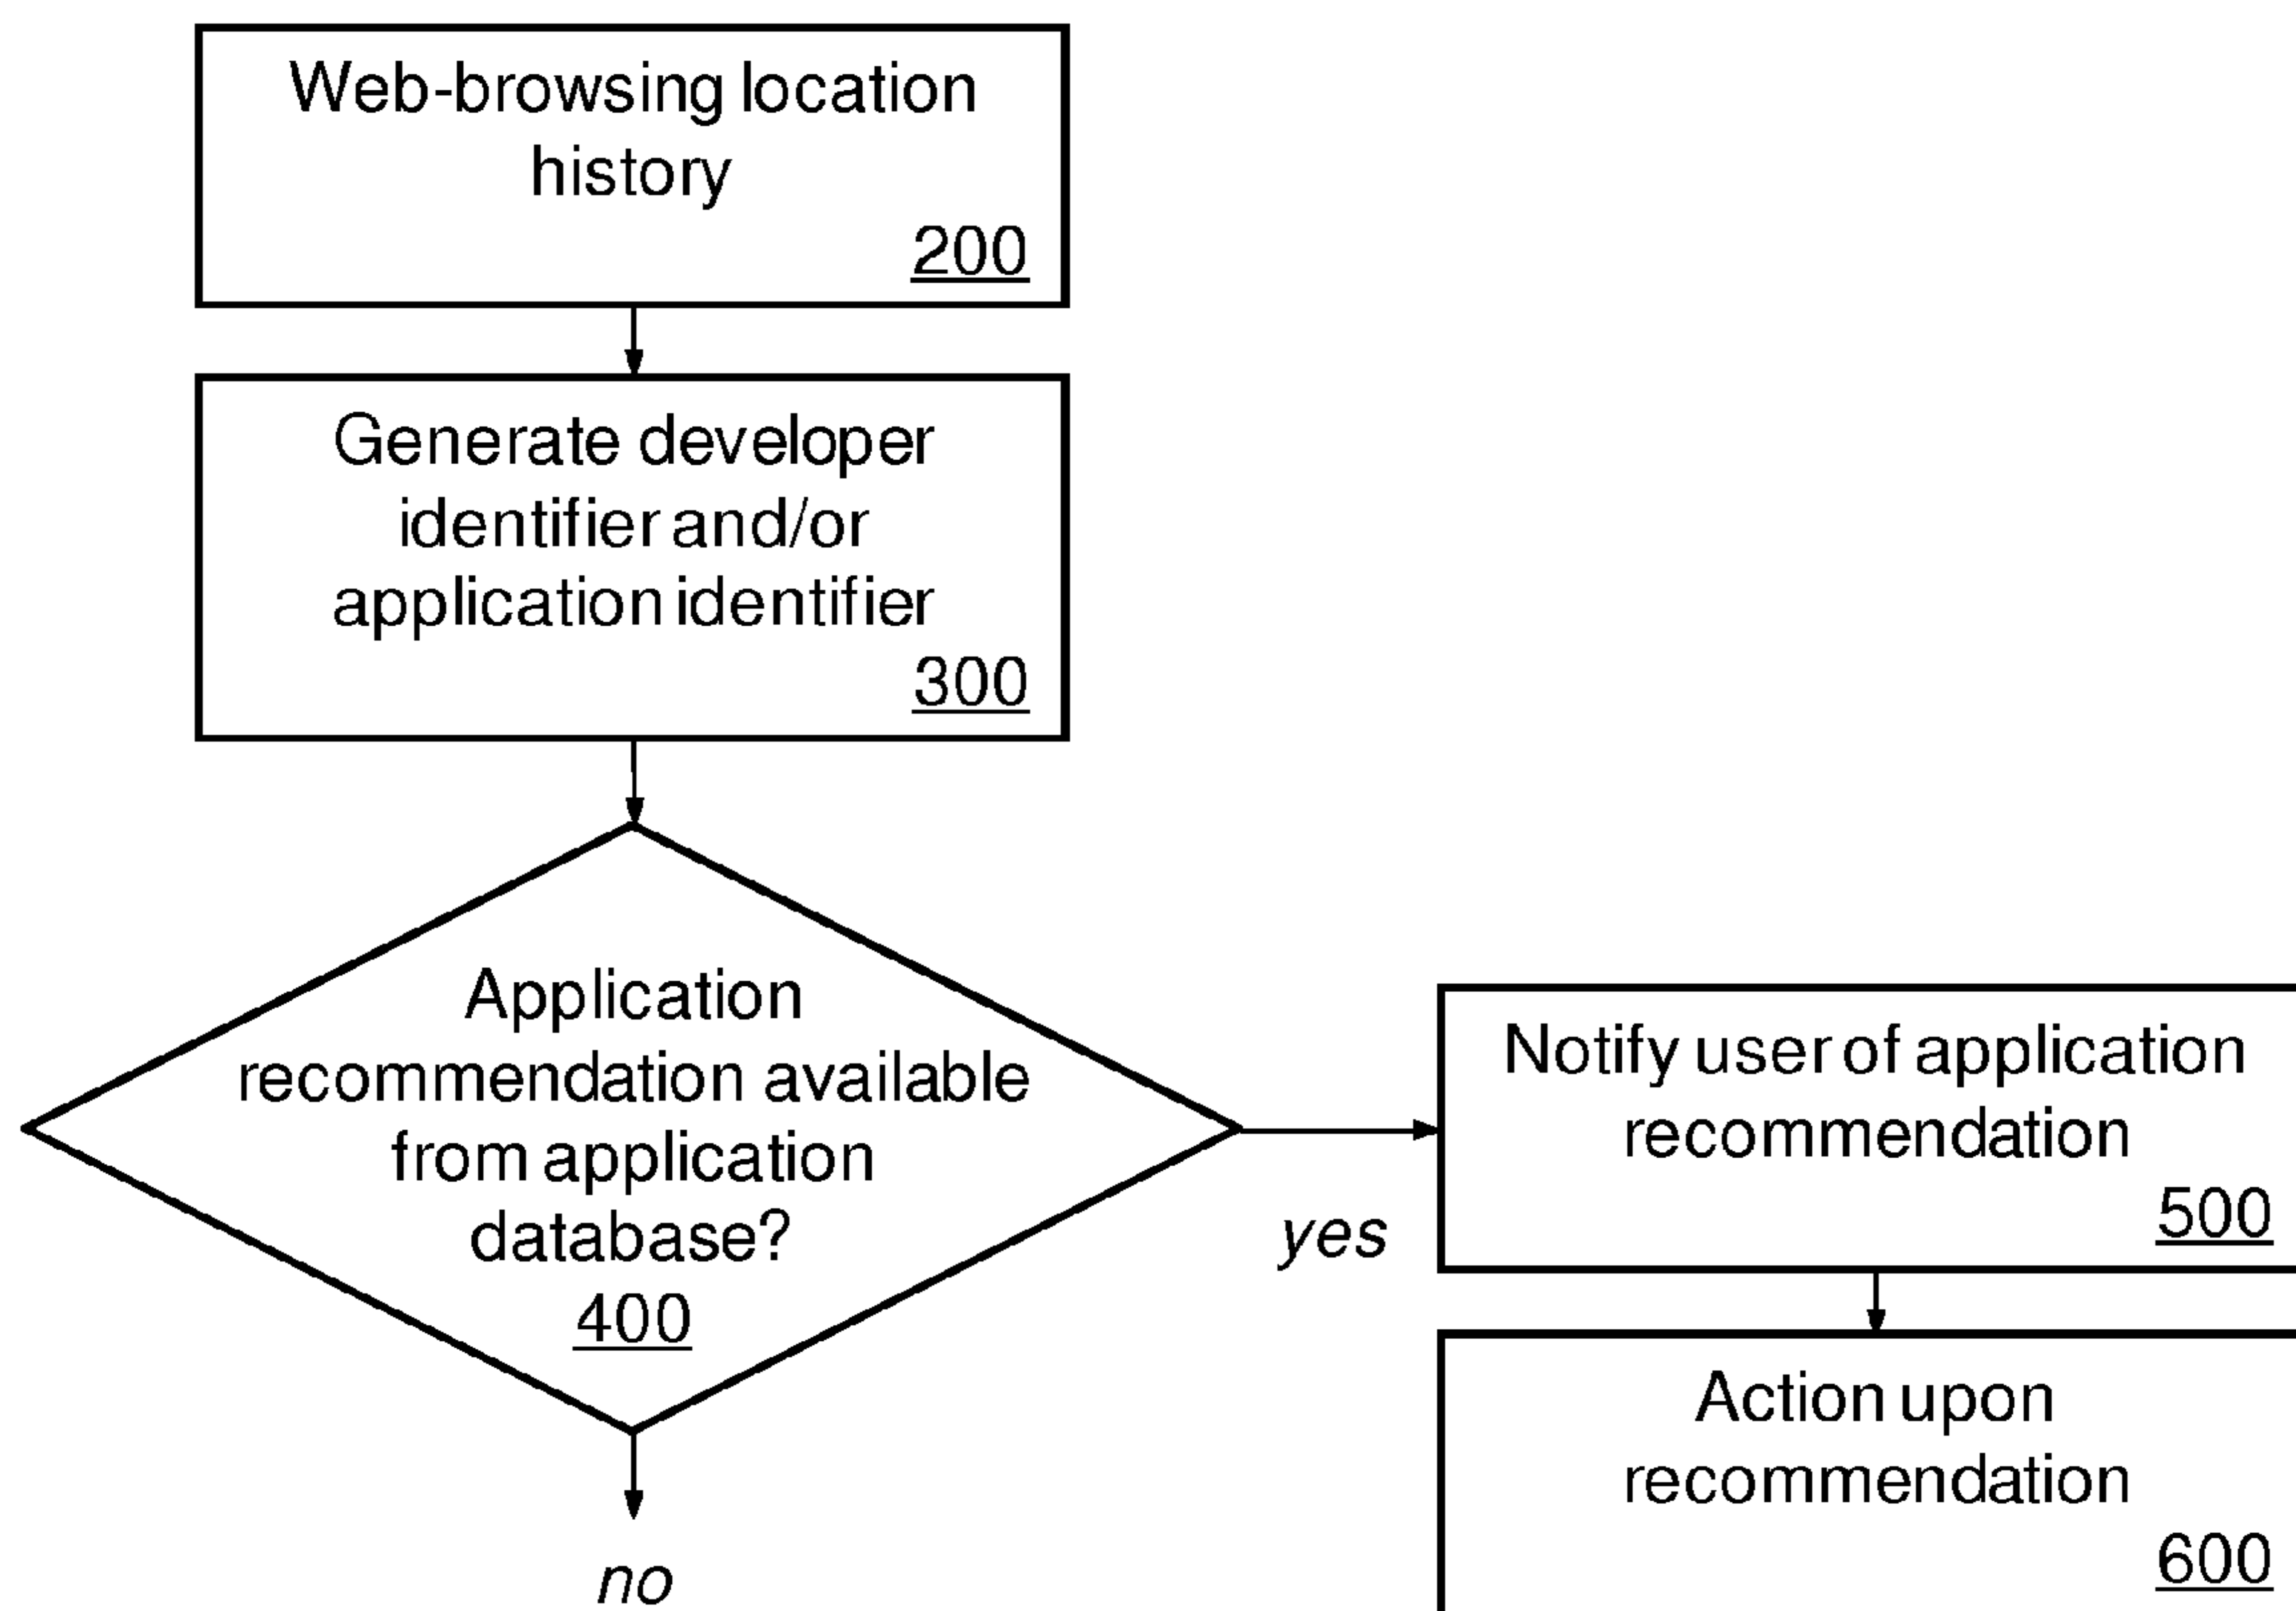 Web-browsing location
history
200
Generate developer
identifier and/or
application identifier
300
Application
recommendation available
from application
database?
400
yes
no
Notify user of application
recommendation
500
Action upon
recommendation
600